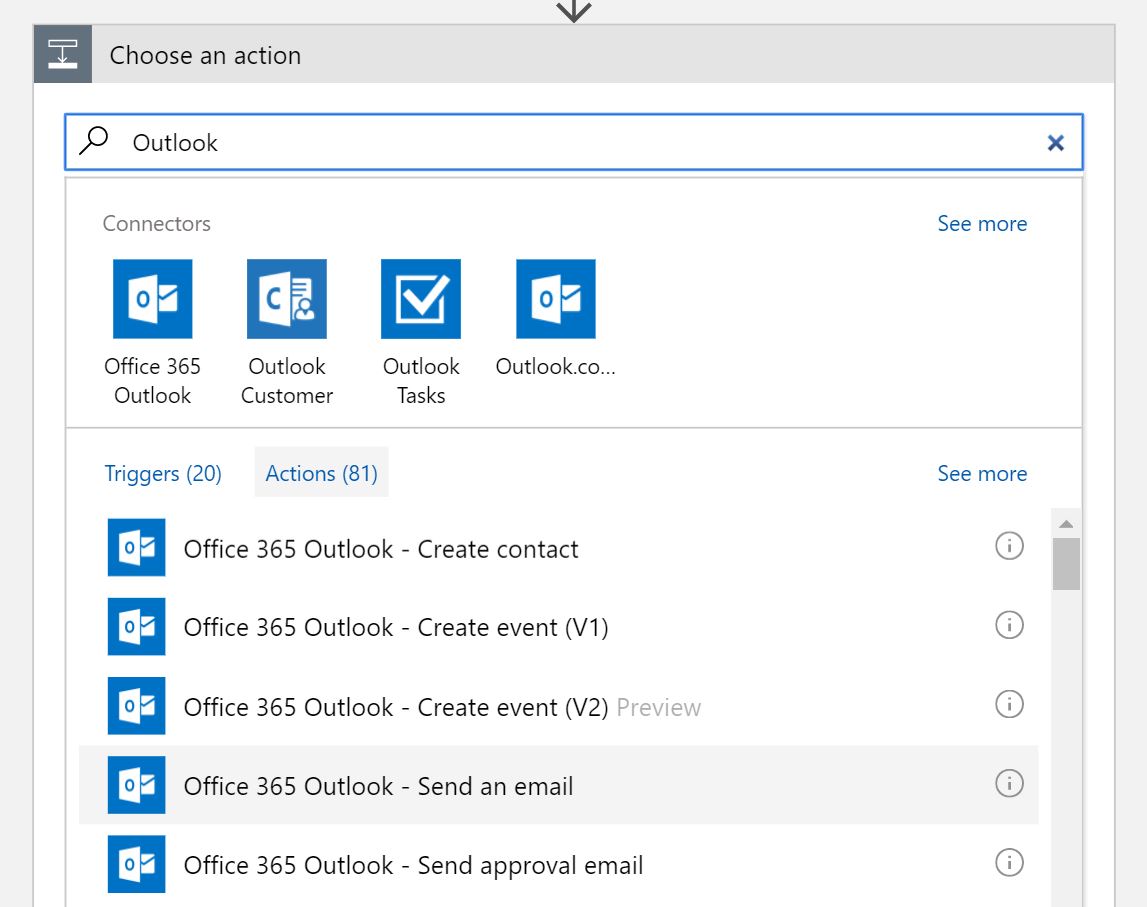 Choose an action
Outlook
Connectors
See more
Office 365
Outlook
Outlook
Customer
Outlook
Tasks
Outlook.co...
Triggers (20)
Actions (81)
See more
Office 365 Outlook - Create contact
Office 365 Outlook - Create event (V1)
Office 365 Outlook - Create event (V2) Preview
Office 365 Outlook - Send an email
Office 365 Outlook - Send approval email